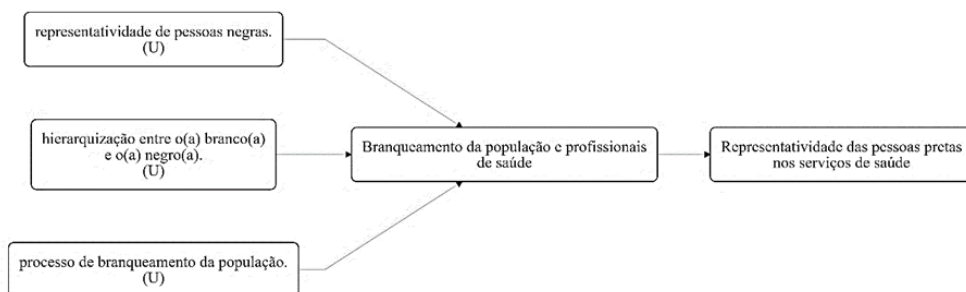 representatividade de pessoas negras.
(U)
hierarquização entre o(a) branco(a)
e o(a) negro(a).
(U)
processo de branqueamento da população.
(U)
Branqueamento da população e profissionais
de saúde
Representatividade das pessoas pretas
nos serviços de saúde